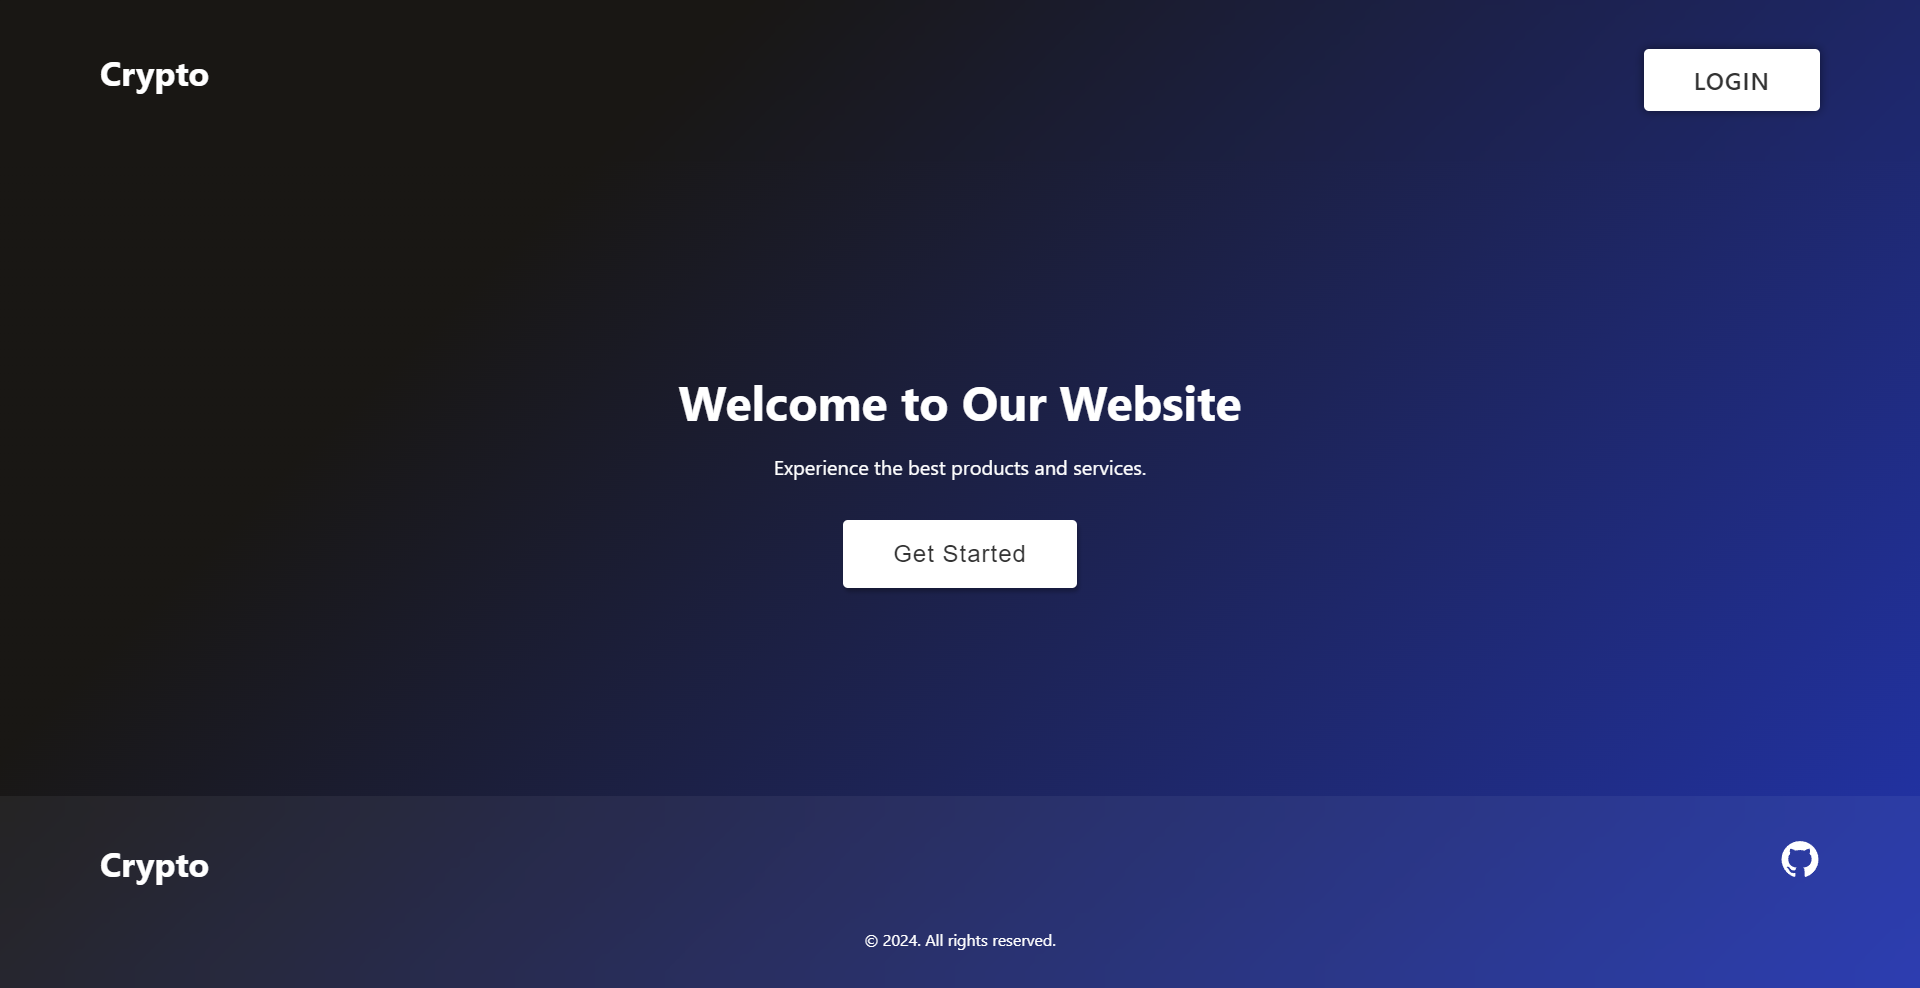 Crypto
LOGIN
Welcome to Our Website
Experience the best products and services.
Get Started
Crypto
© 2024. All rights reserved.